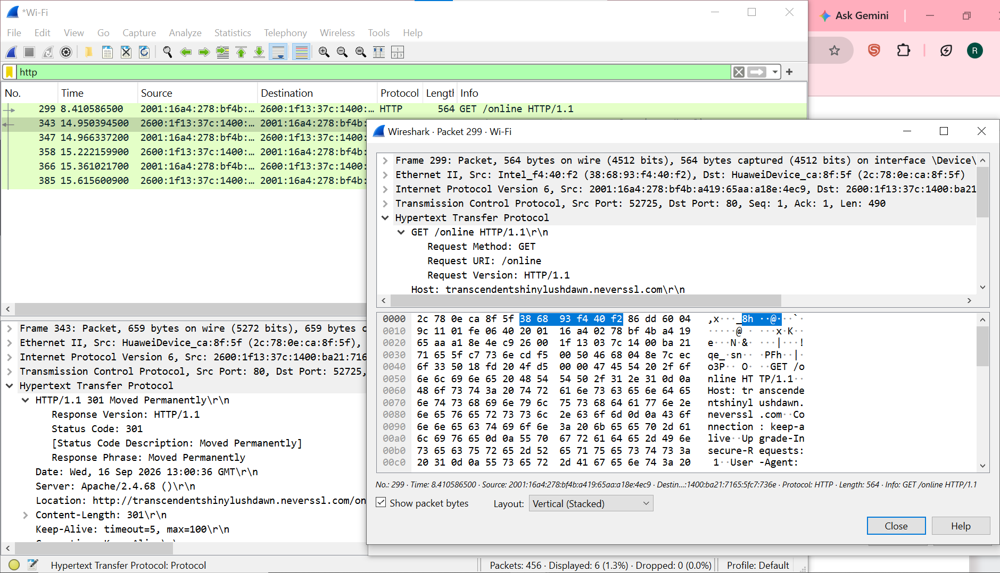 *Wi-Fi
File Edit View Go Capture Analyze Statistics Telephony Wireless Tools Help
http
No. Time Source Destination Protocol Lengtl Info
299 8.410586500 2001:16a4:278:bf4b:… 2600:1f13:37c:1400:… HTTP 564 GET /online HTTP/1.1
343 14.950394500 2600:1f13:37c:1400:… 2001:16a4:278:bf4b:
347 14.966337200 2001:16a4:278:bf4b:… 2600:1f13:37c:1400:
358 15.222159900 2600:1f13:37c:1400:… 2001:16a4:278:bf4b:
366 15.361021700 2001:16a4:278:bf4b:… 2600:1f13:37c:1400:
385 15.615600900 2600:1f13:37c:1400:… 2001:16a4:278:bf4b:
Frame 343: Packet, 659 bytes on wire (5272 bits), 659 bytes c
Ethernet II, Src: HuaweiDevice_ca:8f:5f (2c:78:0e:ca:8f:5f),
Internet Protocol Version 6, Src: 2600:1f13:37c:1400:ba21:716
Transmission Control Protocol, Src Port: 80, Dst Port: 52725,
Hypertext Transfer Protocol
HTTP/1.1 301 Moved Permanently\r\n
Response Version: HTTP/1.1
Status Code: 301
[Status Code Description: Moved Permanently]
Response Phrase: Moved Permanently
Date: Wed, 16 Sep 2026 13:00:36 GMT\r\n
Server: Apache/2.4.68 ()\r\n
Location: http://transcendentshinylushdawn.neverssl.com/on
Content-Length: 301\r\n
Keep-Alive: timeout=5, max=100\r\n
Hypertext Transfer Protocol: Protocol
Packets: 456 · Displayed: 6 (1.3%) · Dropped: 0 (0.0%)
Profile: Default
Ask Gemini
R
Wireshark · Packet 299 · Wi-Fi
Frame 299: Packet, 564 bytes on wire (4512 bits), 564 bytes captured (4512 bits) on interface \Device\
Ethernet II, Src: Intel_f4:40:f2 (38:68:93:f4:40:f2), Dst: HuaweiDevice_ca:8f:5f (2c:78:0e:ca:8f:5f)
Internet Protocol Version 6, Src: 2001:16a4:278:bf4b:a419:65aa:a18e:4ec9, Dst: 2600:1f13:37c:1400:ba21
Transmission Control Protocol, Src Port: 52725, Dst Port: 80, Seq: 1, Ack: 1, Len: 490
Hypertext Transfer Protocol
GET /online HTTP/1.1\r\n
Request Method: GET
Request URI: /online
Request Version: HTTP/1.1
Host: transcendentshinylushdawn.neverssl.com\r\n
0000 2c 78 0e ca 8f 5f 38 68 93 f4 40 f2 86 dd 60 04 ,x···_8h ··@···`·
0010 9c 11 01 fe 06 40 20 01 16 a4 02 78 bf 4b a4 19 ·····@ · ···x·K··
0020 65 aa a1 8e 4e c9 26 00 1f 13 03 7c 14 00 ba 21 e···N·&· ···|···!
0030 71 65 5f c7 73 6e cd f5 00 50 46 68 04 8e 7c ec qe_·sn·· ·PFh··|·
0040 6f 33 50 18 fd 20 4f d5 00 00 47 45 54 20 2f 6f o3P·· O· ··GET /o
0050 6e 6c 69 6e 65 20 48 54 54 50 2f 31 2e 31 0d 0a nline HT TP/1.1··
0060 48 6f 73 74 3a 20 74 72 61 6e 73 63 65 6e 64 65 Host: tr anscende
0070 6e 74 73 68 69 6e 79 6c 75 73 68 64 61 77 6e 2e ntshinyl ushdawn.
0080 6e 65 76 65 72 73 73 6c 2e 63 6f 6d 0d 0a 43 6f neverssl .com··Co
0090 6e 6e 65 63 74 69 6f 6e 3a 20 6b 65 65 70 2d 61 nnection : keep-a
00a0 6c 69 76 65 0d 0a 55 70 67 72 61 64 65 2d 49 6e live··Up grade-In
00b0 73 65 63 75 72 65 2d 52 65 71 75 65 73 74 73 3a secure-R equests:
00c0 20 31 0d 0a 55 73 65 72 2d 41 67 65 6e 74 3a 20  1··User -Agent:
No.: 299 · Time: 8.410586500 · Source: 2001:16a4:278:bf4b:a419:65aa:a18e:4ec9 · Destin…:1400:ba21:7165:5fc7:736e · Protocol: HTTP · Length: 564 · Info: GET /online HTTP/1.1
Show packet bytes
Layout: Vertical (Stacked)
Close
Help